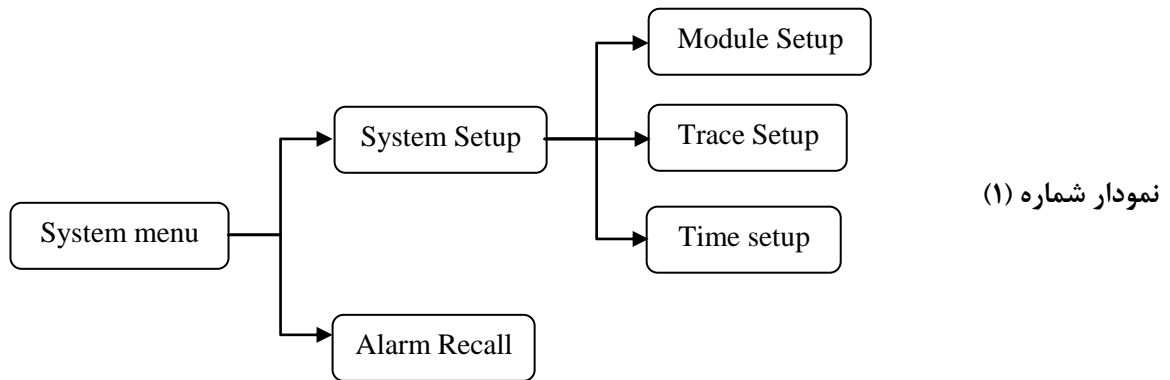 Module Setup
System Setup
Trace Setup
نمودار شماره (۱)
System menu
Time setup
Alarm Recall